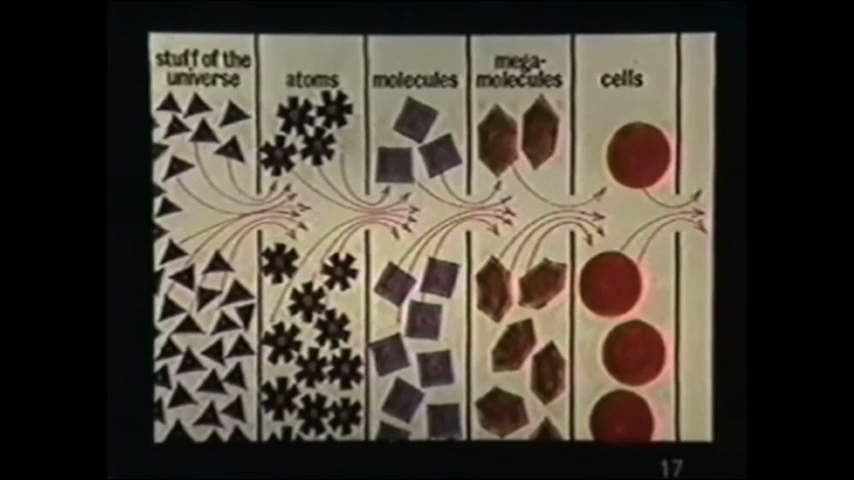 stuff of the
universe
atoms
molecules
mega-
molecules
cells
17